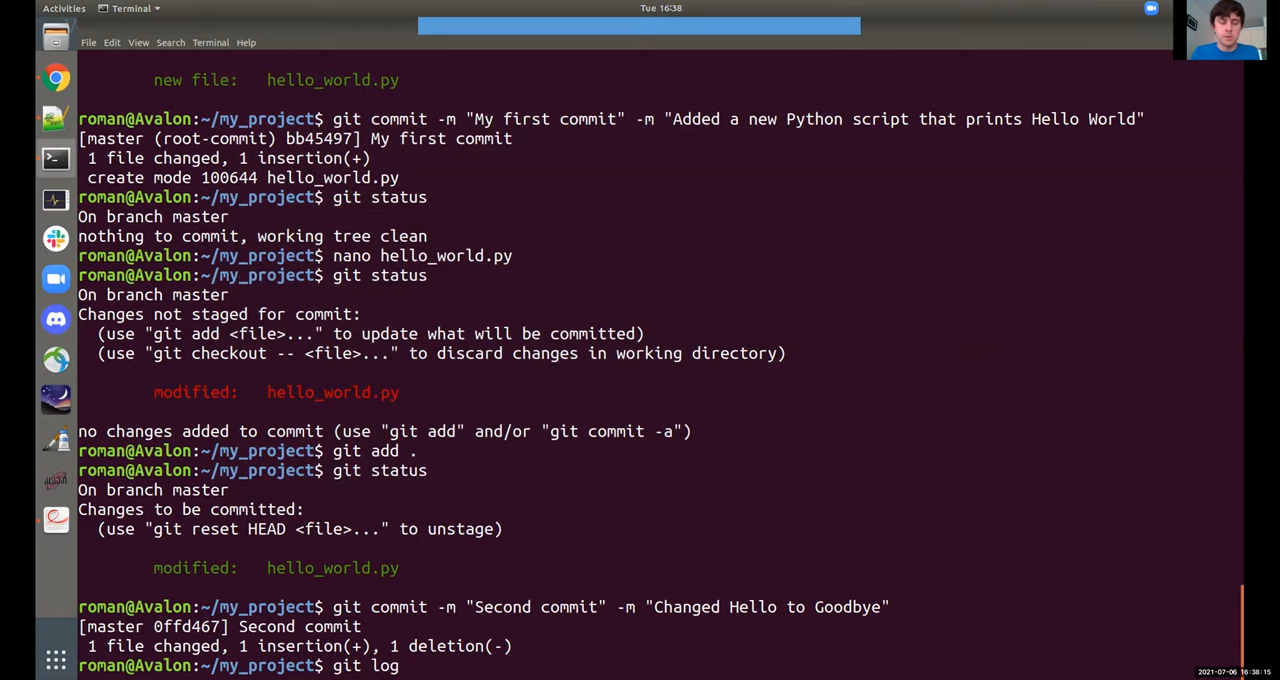 Activities Terminal Tue 16:38
File Edit View Search Terminal Help
new file: hello_world.py
roman@Avalon:~/my_project$ git commit -m "My first commit" -m "Added a new Python script that prints Hello World"
[master (root-commit) bb45497] My first commit
1 file changed, 1 insertion(+)
create mode 100644 hello_world.py
roman@Avalon:~/my_project$ git status
On branch master
nothing to commit, working tree clean
roman@Avalon:~/my_project$ nano hello_world.py
roman@Avalon:~/my_project$ git status
On branch master
Changes not staged for commit:
(use "git add <file>..." to update what will be committed)
(use "git checkout -- <file>..." to discard changes in working directory)
modified: hello_world.py
no changes added to commit (use "git add" and/or "git commit -a")
roman@Avalon:~/my_project$ git add .
roman@Avalon:~/my_project$ git status
On branch master
Changes to be committed:
(use "git reset HEAD <file>..." to unstage)
modified: hello_world.py
roman@Avalon:~/my_project$ git commit -m "Second commit" -m "Changed Hello to Goodbye"
[master 0ffd467] Second commit
1 file changed, 1 insertion(+), 1 deletion(-)
roman@Avalon:~/my_project$ git log
2021-07-06 16:38:15